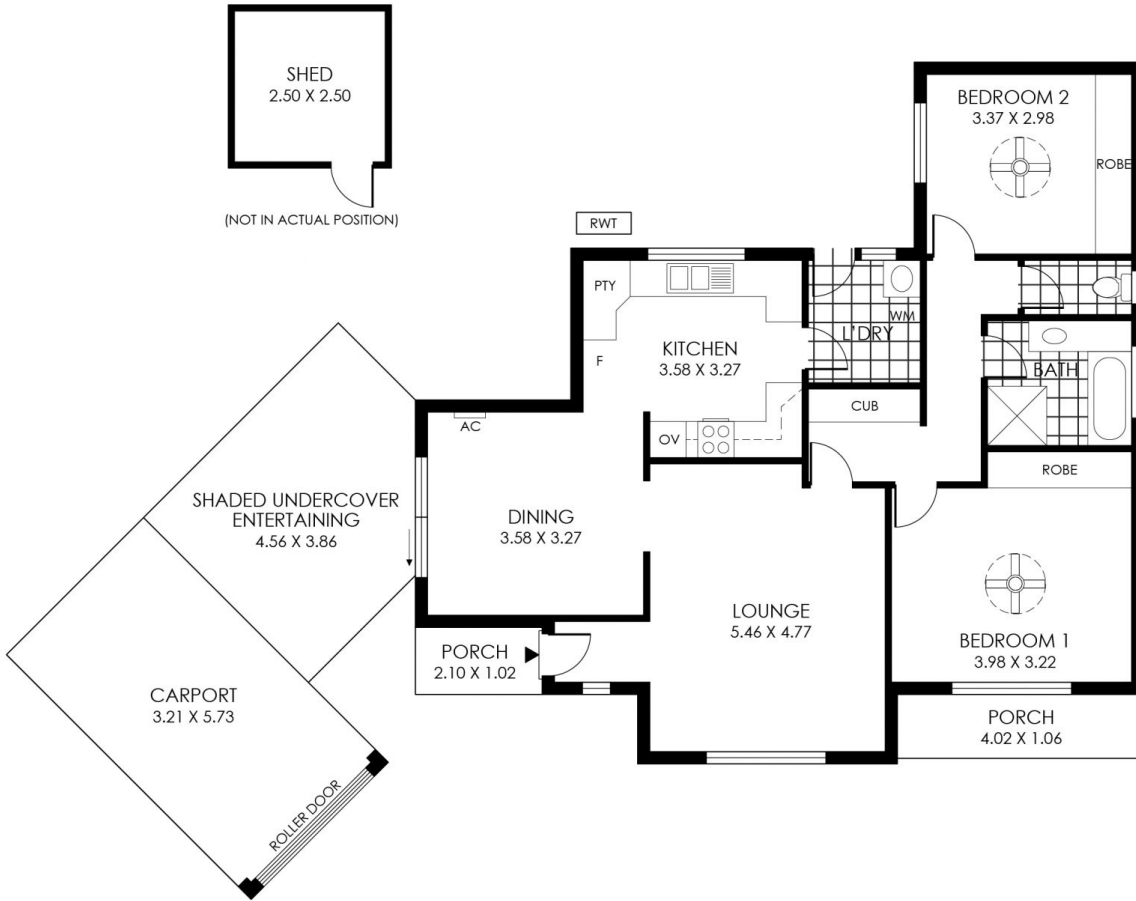 SHED
2.50 X 2.50
(NOT IN ACTUAL POSITION)
RWT
BEDROOM 2
3.37 X 2.98
ROBE
PTY
F
KITCHEN
3.58 X 3.27
WM
L'DRY
BATH
CUB
OV
AC
ROBE
SHADED UNDERCOVER
ENTERTAINING
4.56 X 3.86
DINING
3.58 X 3.27
LOUNGE
5.46 X 4.77
BEDROOM 1
3.98 X 3.22
PORCH
2.10 X 1.02
CARPORT
3.21 X 5.73
PORCH
4.02 X 1.06
ROLLER DOOR